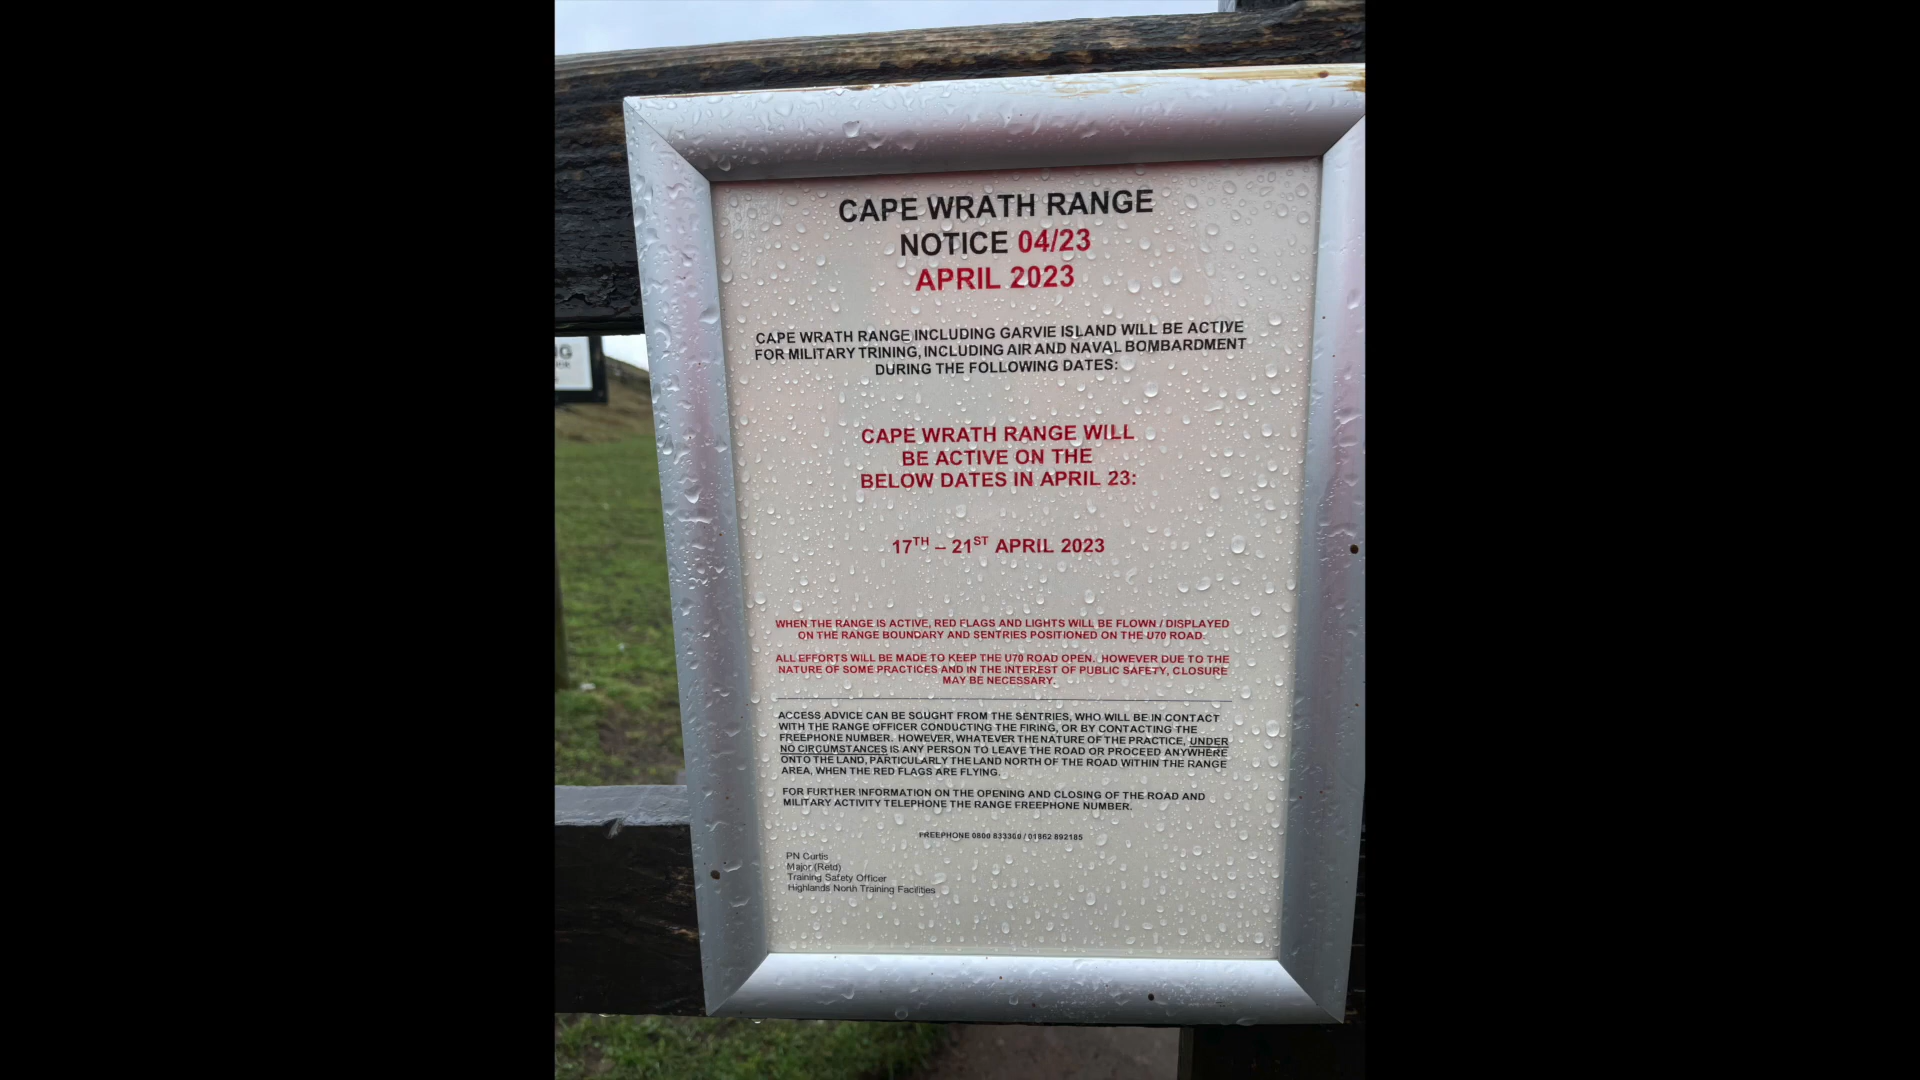 NG
CAPE WRATH RANGE
NOTICE 04/23
APRIL 2023
CAPE WRATH RANGE INCLUDING GARVIE ISLAND WILL BE ACTIVE
FOR MILITARY TRINING, INCLUDING AIR AND NAVAL BOMBARDMENT
DURING THE FOLLOWING DATES:
CAPE WRATH RANGE WILL
BE ACTIVE ON THE
BELOW DATES IN APRIL 23:
17TH – 21ST APRIL 2023
WHEN THE RANGE IS ACTIVE, RED FLAGS AND LIGHTS WILL BE FLOWN / DISPLAYED
ON THE RANGE BOUNDARY AND SENTRIES POSITIONED ON THE U70 ROAD.
ALL EFFORTS WILL BE MADE TO KEEP THE U70 ROAD OPEN. HOWEVER DUE TO THE
NATURE OF SOME PRACTICES AND IN THE INTEREST OF PUBLIC SAFETY, CLOSURE
MAY BE NECESSARY.
ACCESS ADVICE CAN BE SOUGHT FROM THE SENTRIES, WHO WILL BE IN CONTACT
WITH THE RANGE OFFICER CONDUCTING THE FIRING, OR BY CONTACTING THE
FREEPHONE NUMBER. HOWEVER, WHATEVER THE NATURE OF THE PRACTICE, UNDER
NO CIRCUMSTANCES IS ANY PERSON TO LEAVE THE ROAD OR PROCEED ANYWHERE
ONTO THE LAND, PARTICULARLY THE LAND NORTH OF THE ROAD WITHIN THE RANGE
AREA, WHEN THE RED FLAGS ARE FLYING.
FOR FURTHER INFORMATION ON THE OPENING AND CLOSING OF THE ROAD AND
MILITARY ACTIVITY TELEPHONE THE RANGE FREEPHONE NUMBER.
FREEPHONE 0800 833300 / 01862 892185
PN Curtis
Major (Retd)
Training Safety Officer
Highlands North Training Facilities